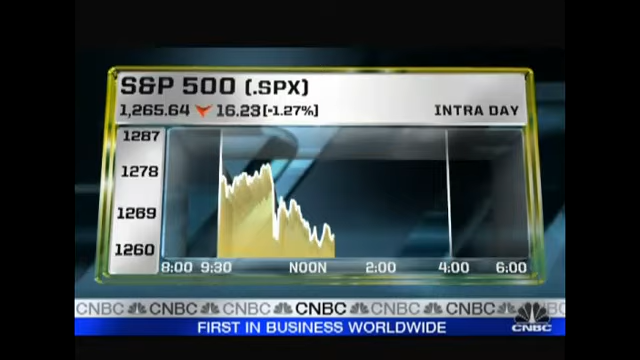 S&P 500 (.SPX)
1,265.64 16.23[-1.27%] INTRA DAY
1287
1278
1269
1260
8:00 9:30 NOON 2:00 4:00 6:00
CNBC CNBC CNBC CNBC CNBC CNBC CNBC
FIRST IN BUSINESS WORLDWIDE
CNBC